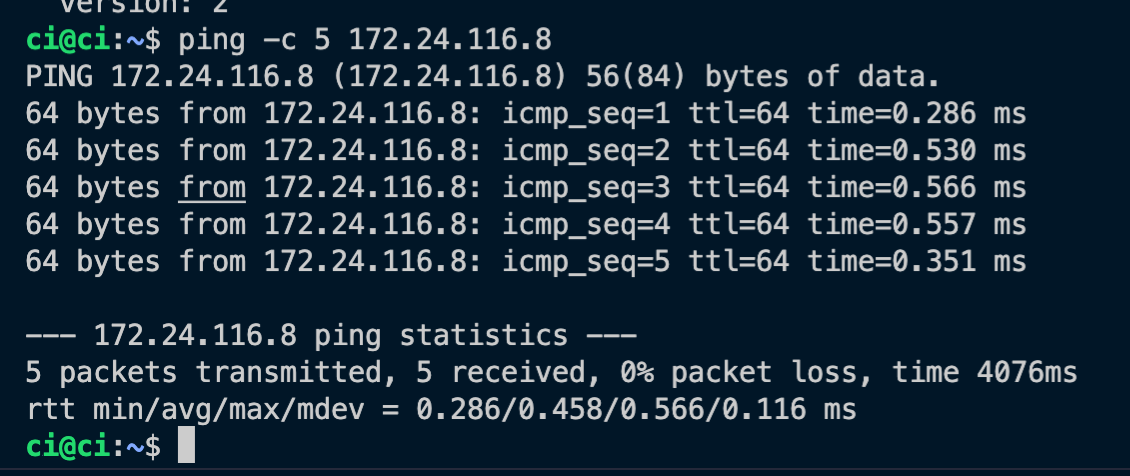 version: 2
ci@ci:~$ ping -c 5 172.24.116.8
PING 172.24.116.8 (172.24.116.8) 56(84) bytes of data.
64 bytes from 172.24.116.8: icmp_seq=1 ttl=64 time=0.286 ms
64 bytes from 172.24.116.8: icmp_seq=2 ttl=64 time=0.530 ms
64 bytes from 172.24.116.8: icmp_seq=3 ttl=64 time=0.566 ms
64 bytes from 172.24.116.8: icmp_seq=4 ttl=64 time=0.557 ms
64 bytes from 172.24.116.8: icmp_seq=5 ttl=64 time=0.351 ms

--- 172.24.116.8 ping statistics ---
5 packets transmitted, 5 received, 0% packet loss, time 4076ms
rtt min/avg/max/mdev = 0.286/0.458/0.566/0.116 ms
ci@ci:~$